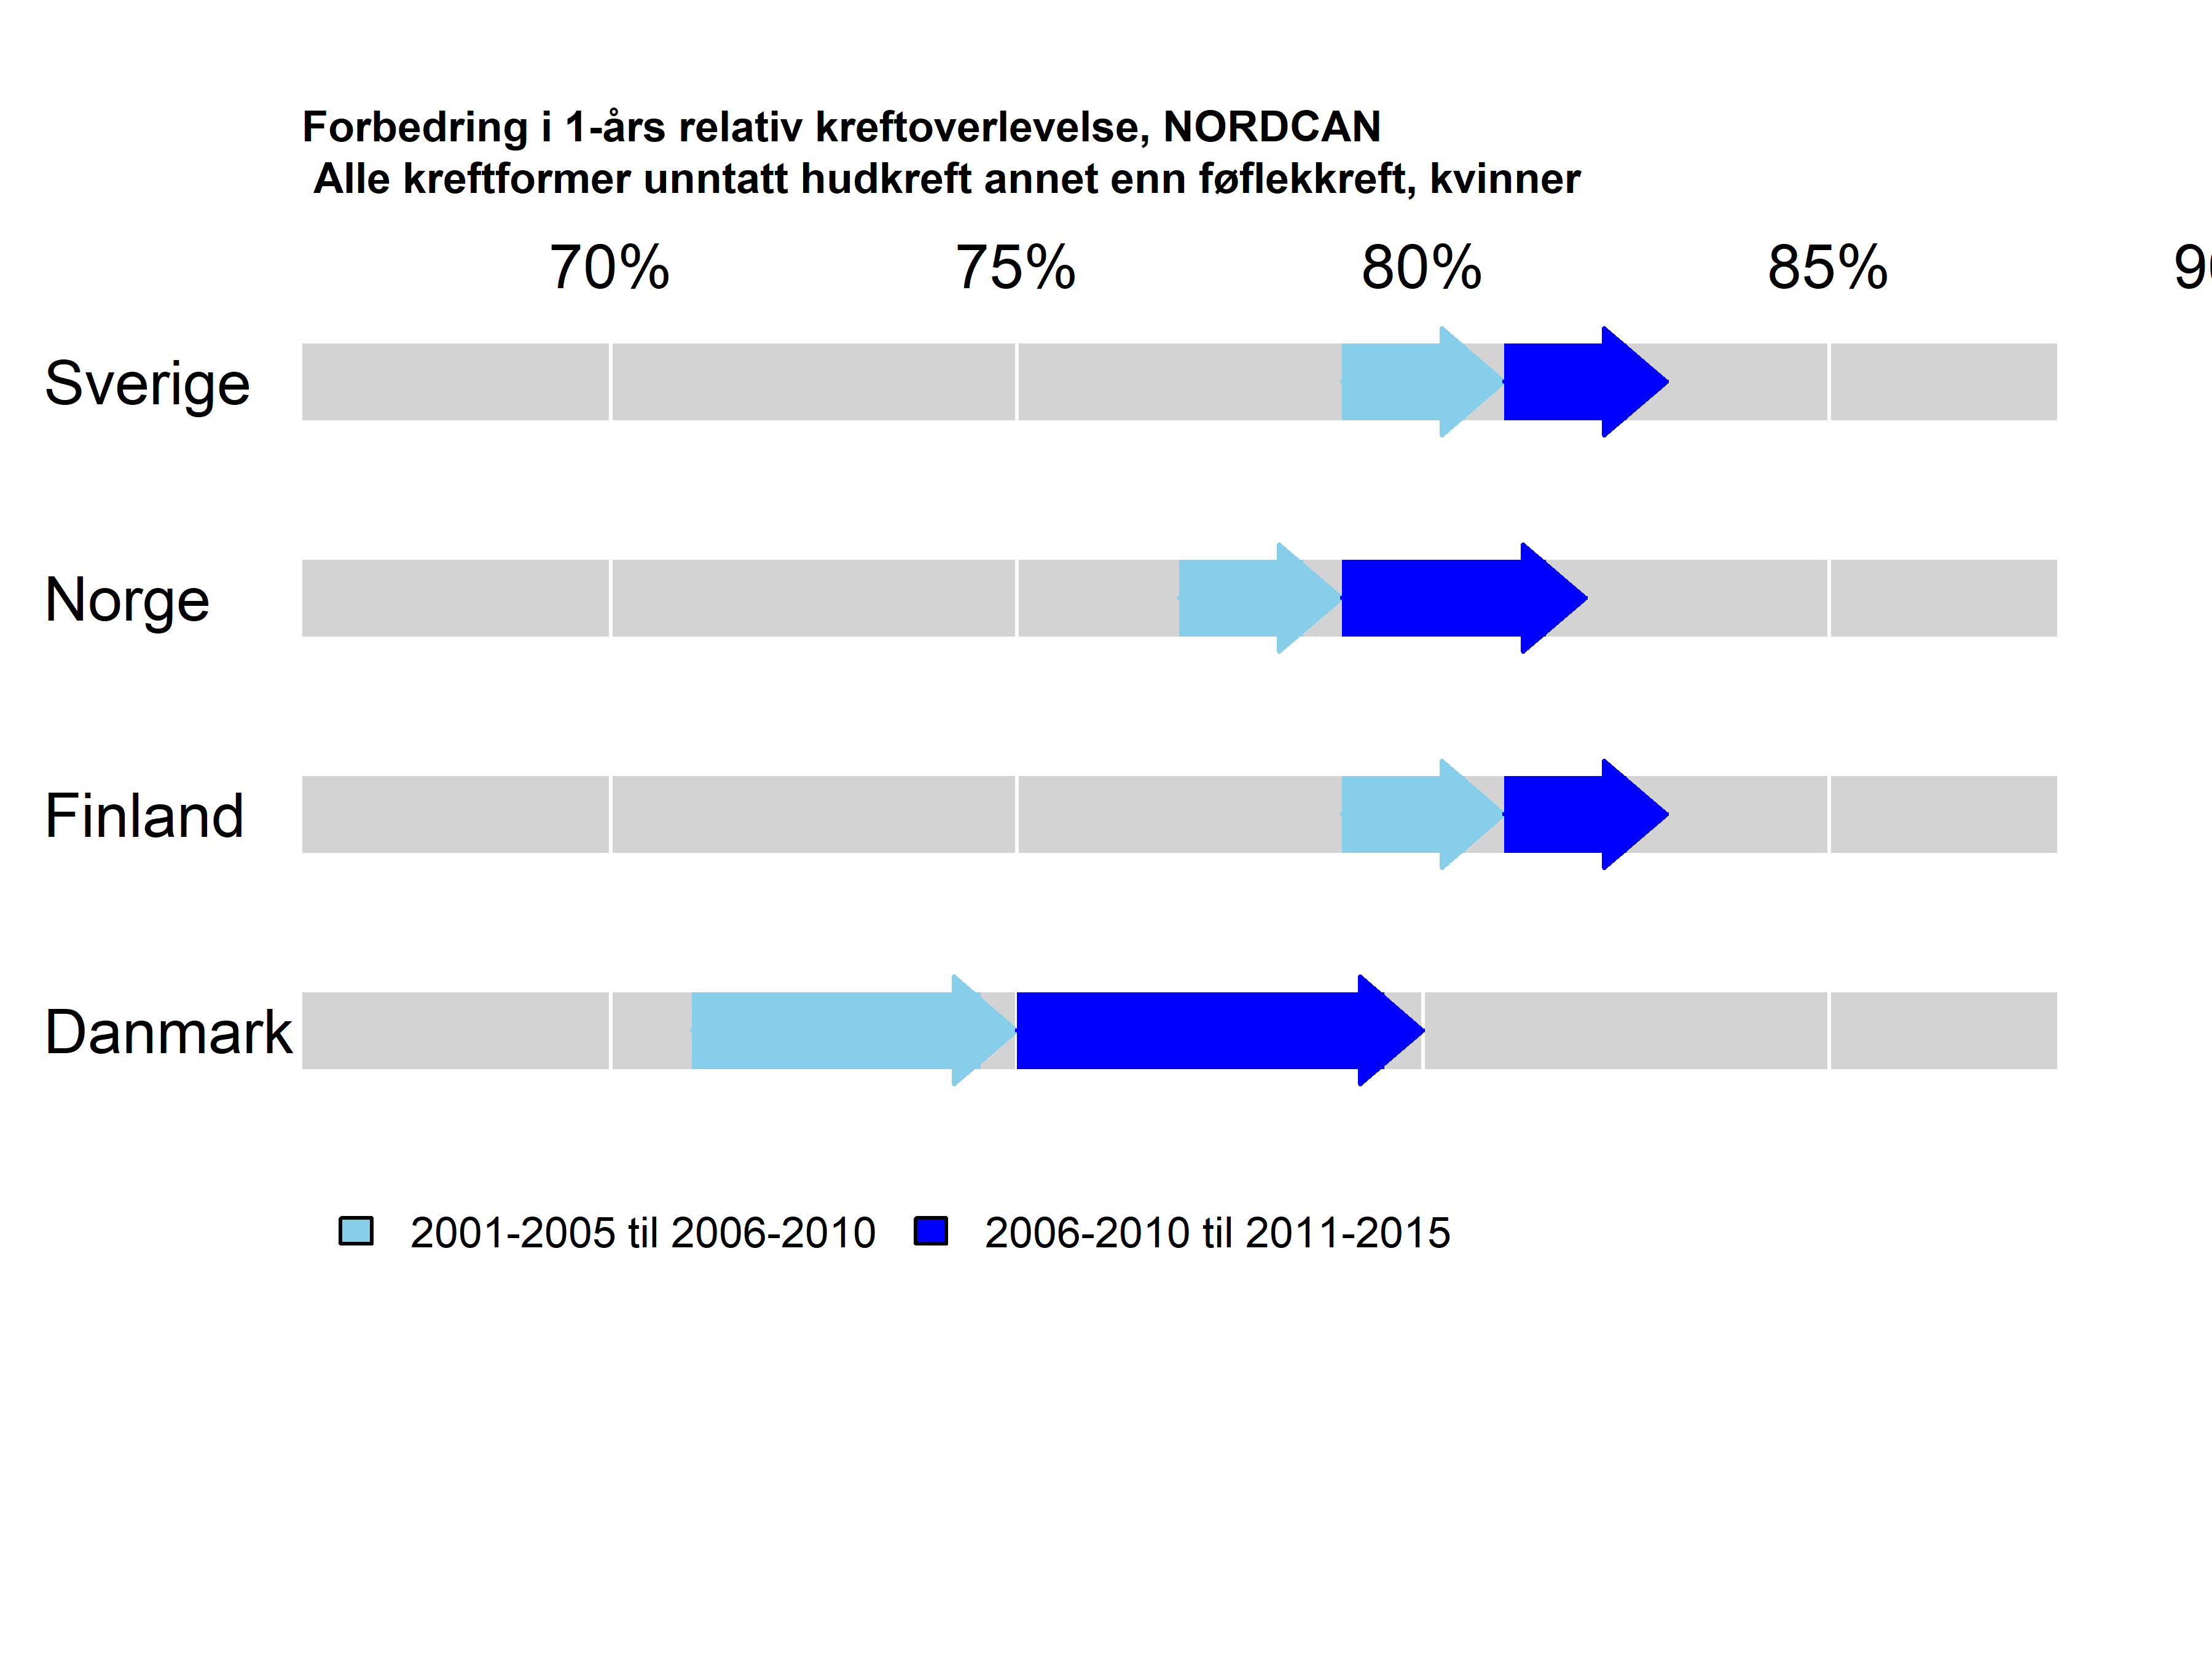 Forbedring i 1-års relativ kreftoverlevelse, NORDCAN
Alle kreftformer unntatt hudkreft annet enn føflekkreft, kvinner
70% 75% 80% 85%
Sverige
Norge
Finland
Danmark
2001-2005 til 2006-2010 2006-2010 til 2011-2015